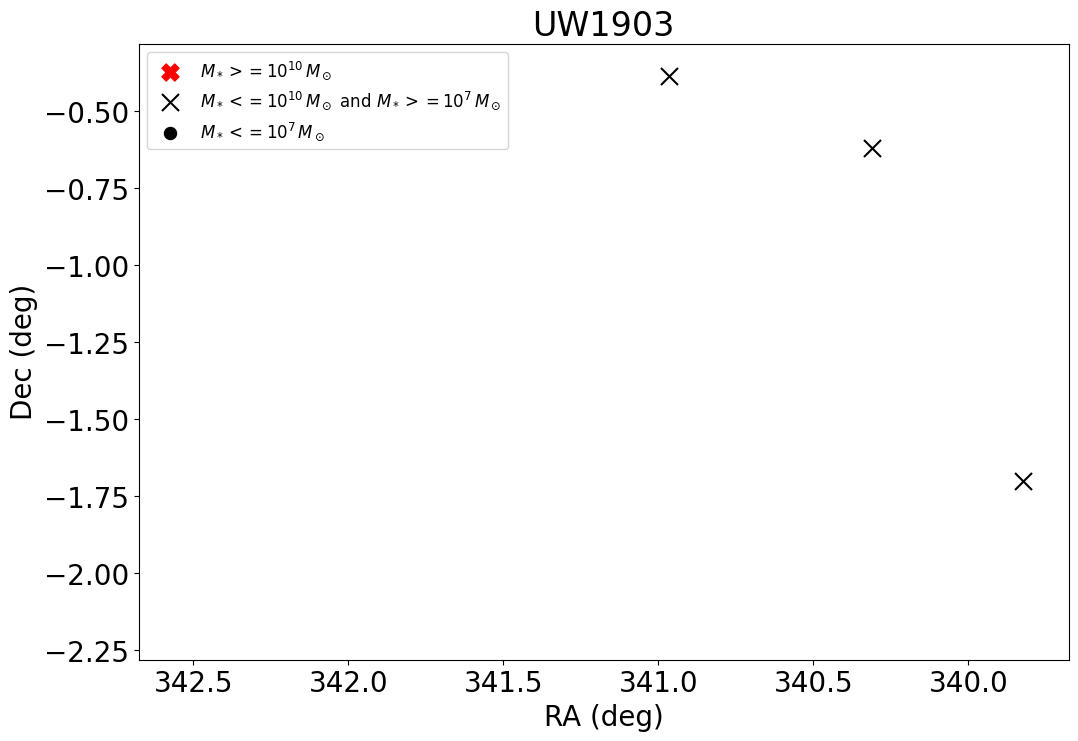 UW1903
M* >= 10^10 M⊙
M* <= 10^10 M⊙ and M* >= 10^7 M⊙
M* <= 10^7 M⊙
−0.50
−0.75
−1.00
−1.25
−1.50
−1.75
−2.00
−2.25
Dec (deg)
342.5 342.0 341.5 341.0 340.5 340.0
RA (deg)